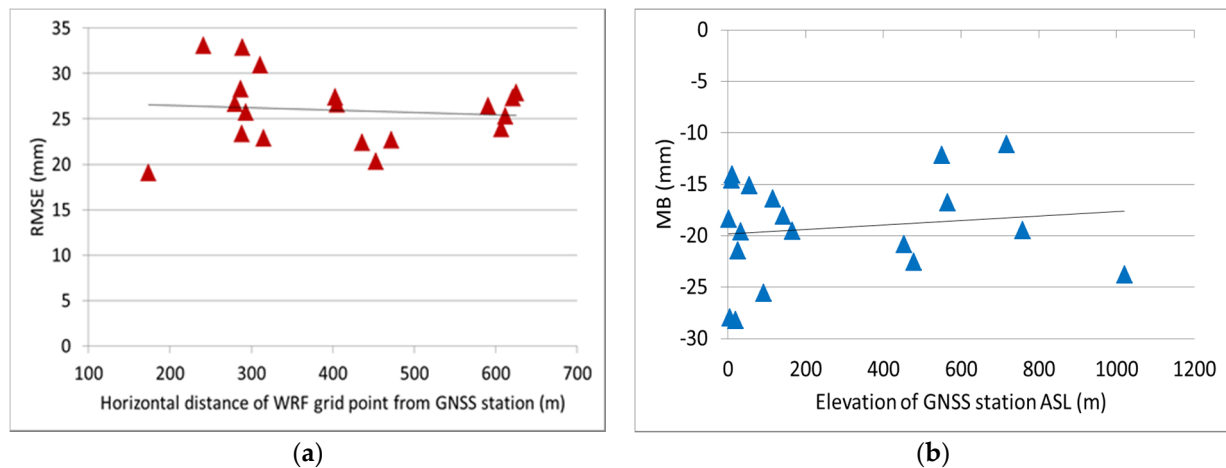 (a)
35
30
25
20
15
10
5
0
RMSE (mm)
100 200 300 400 500 600 700
Horizontal distance of WRF grid point from GNSS station (m)
(b)
0
-5
-10
-15
-20
-25
-30
MB (mm)
0 200 400 600 800 1000 1200
Elevation of GNSS station ASL (m)
(a)
(b)